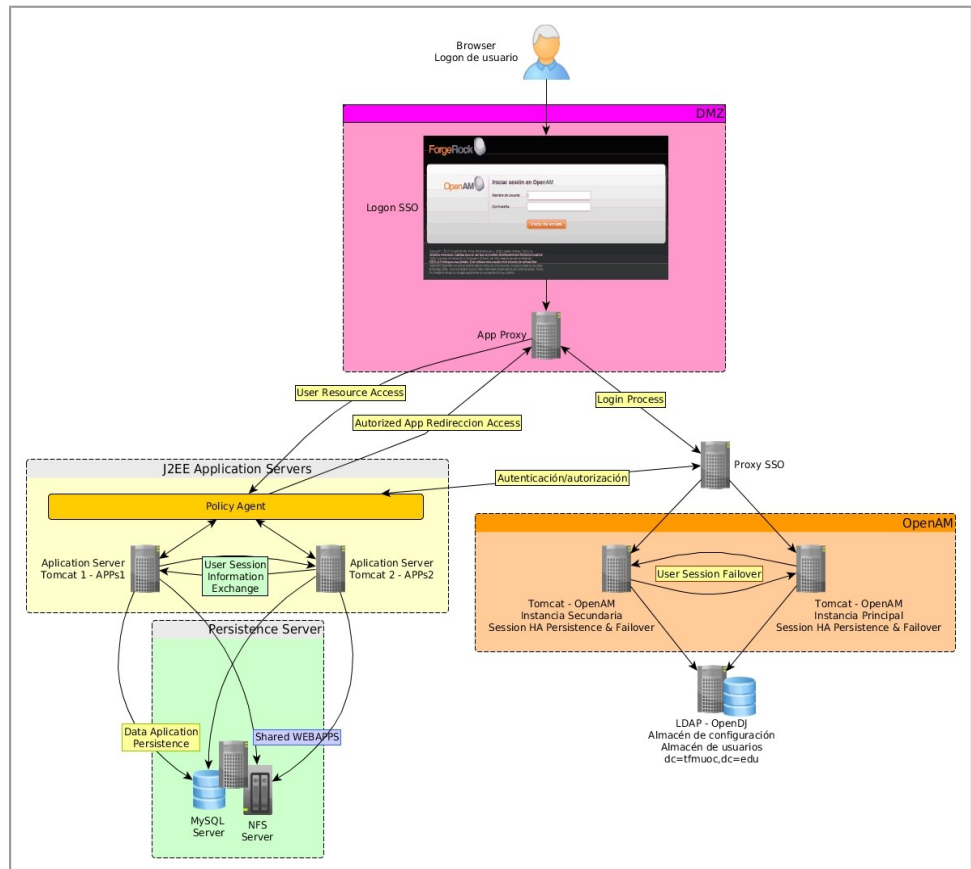 Browser
Logon de usuario
DMZ
ForgeRock
OpenAM
Iniciar sesión en OpenAM
Nombre de usuario
Contraseña
Logon SSO
App Proxy
User Resource Access
Login Process
Autorized App Redireccion Access
J2EE Application Servers
Proxy SSO
Autenticación/autorización
Policy Agent
OpenAM
Aplication Server
Tomcat 1 - APPs1
User Session
Information
Exchange
Aplication Server
Tomcat 2 - APPs2
User Session Failover
Tomcat - OpenAM
Instancia Secundaria
Session HA Persistence & Failover
Tomcat - OpenAM
Instancia Principal
Session HA Persistence & Failover
Persistence Server
LDAP - OpenDJ
Almacén de configuración
Almacén de usuarios
dc=tfmuoc,dc=edu
Data Aplication
Persistence
Shared WEBAPPS
MySQL
Server
NFS
Server